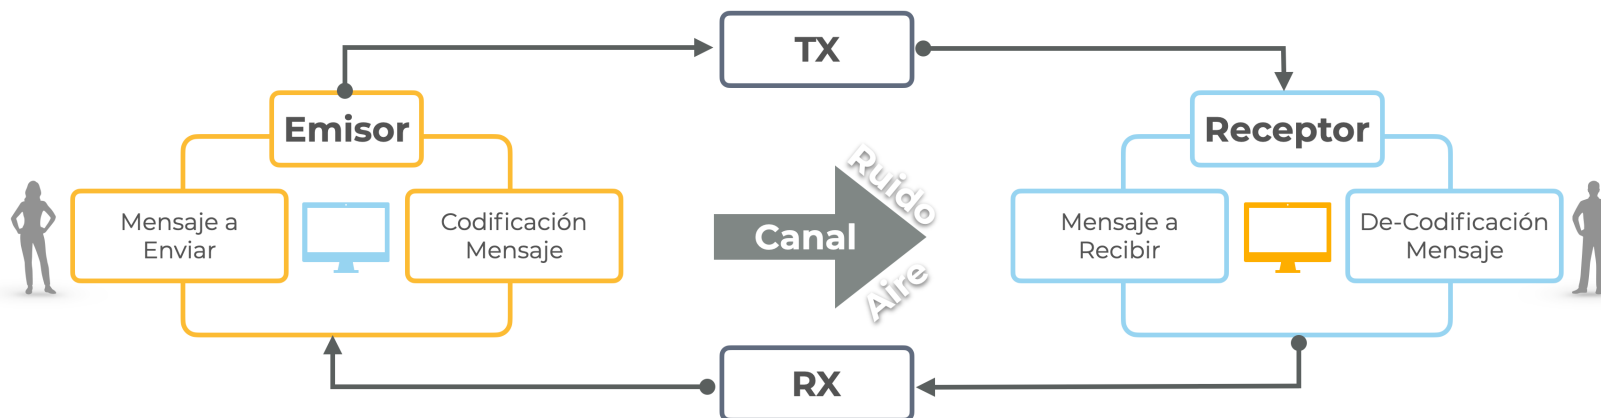 TX
Emisor
Mensaje a
Enviar
Codificación
Mensaje
Ruido
Canal
Aire
Receptor
Mensaje a
Recibir
De-Codificación
Mensaje
RX